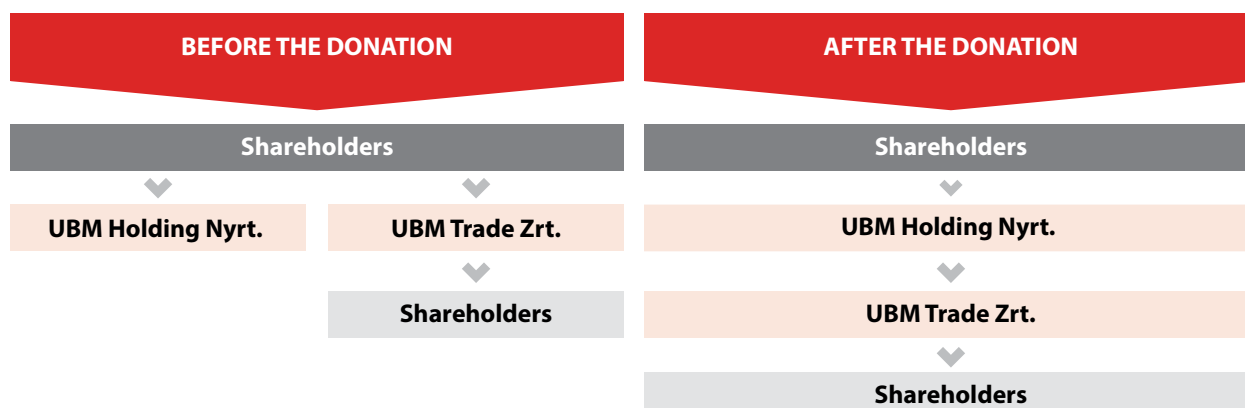 BEFORE THE DONATION
Shareholders
UBM Holding Nyrt.
UBM Trade Zrt.
Shareholders
AFTER THE DONATION
Shareholders
UBM Holding Nyrt.
UBM Trade Zrt.
Shareholders